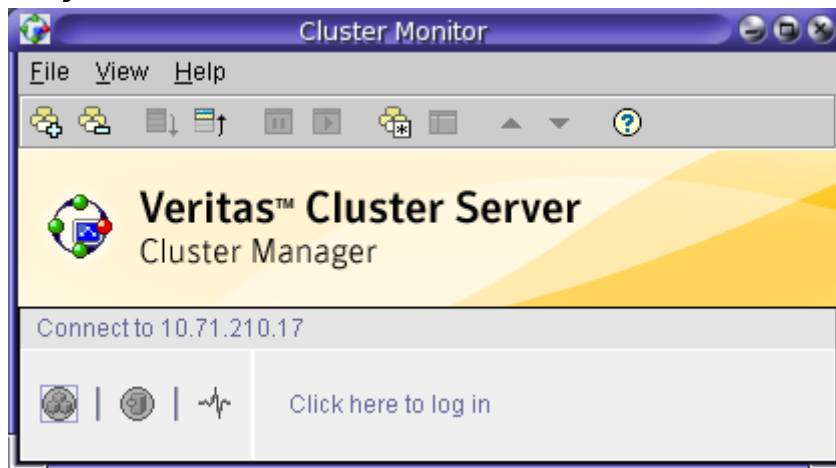 Cluster Monitor
File View Help
Veritas™ Cluster Server
Cluster Manager
Connect to 10.71.210.17
Click here to log in